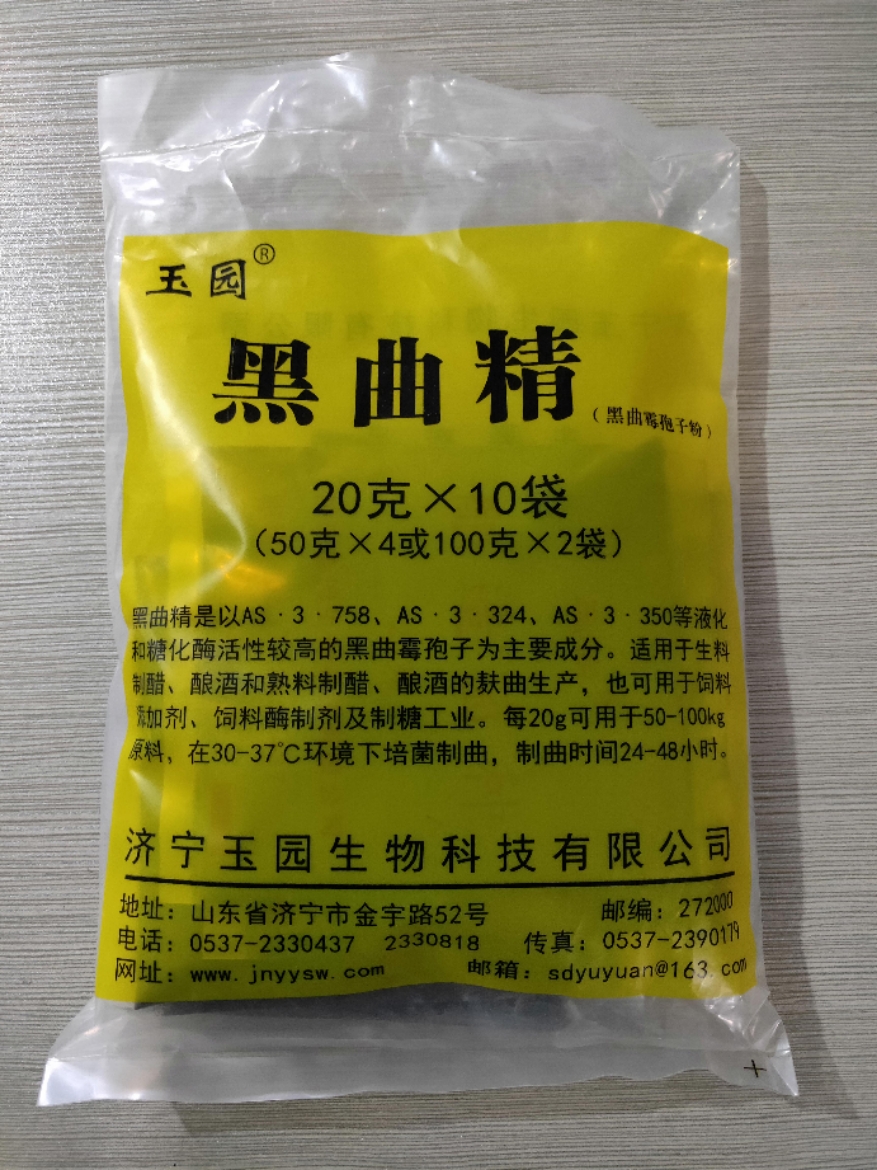 玉园®
黑曲精（黑曲霉孢子粉）
20克×10袋
（50克×4或100克×2袋）
黑曲精是以AS·3·758、AS·3·324、AS·3·350等液化
和糖化酶活性较高的黑曲霉孢子为主要成分。适用于生料
制醋、酿酒和熟料制醋、酿酒的麸曲生产，也可用于饲料
添加剂、饲料酶制剂及制糖工业。每20g可用于50-100kg
原料，在30-37℃环境下培菌制曲，制曲时间24-48小时。
济宁玉园生物科技有限公司
地址：山东省济宁市金宇路52号 邮编：272000
电话：0537-2330437 2330818 传真：0537-2390179
网址：www.jnyysw.com 邮箱：sdyuyuan@163.com